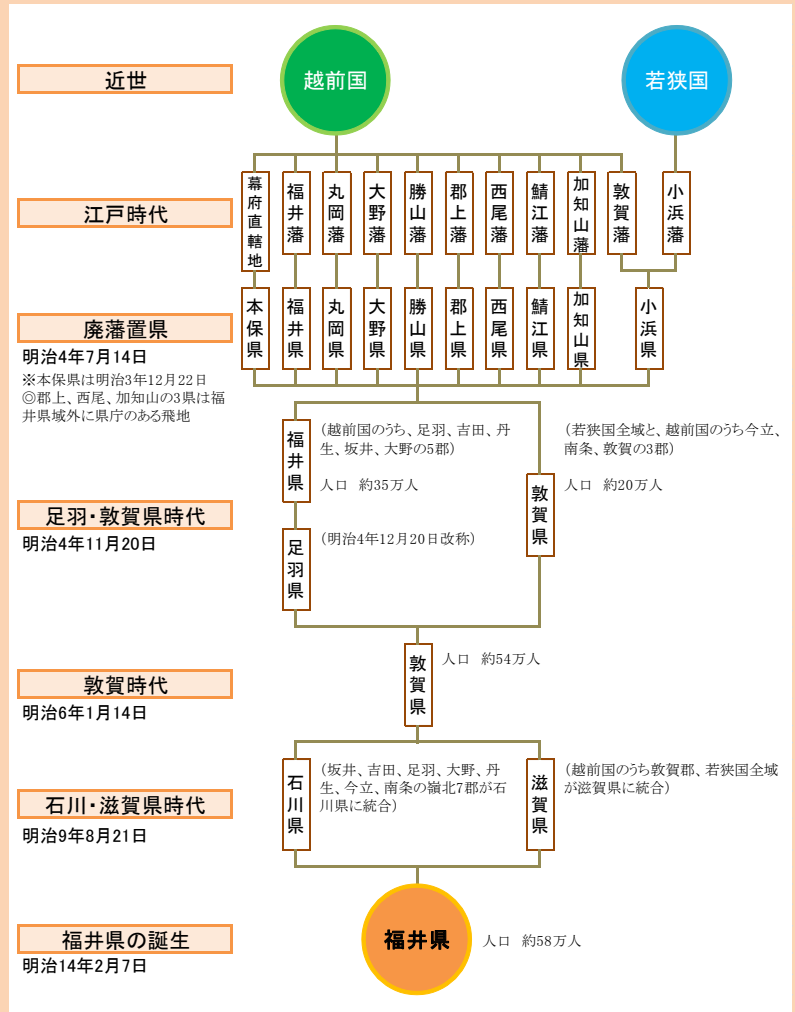 近世
越前国
若狭国
江戸時代
幕府直轄地
福井藩
丸岡藩
大野藩
勝山藩
郡上藩
西尾藩
鯖江藩
加知山藩
敦賀藩
小浜藩
廃藩置県
明治4年7月14日
※本保県は明治3年12月22日
◎郡上、西尾、加知山の3県は福
井県域外に県庁のある飛地
本保県
福井県
丸岡県
大野県
勝山県
郡上県
西尾県
鯖江県
加知山県
小浜県
足羽・敦賀県時代
明治4年11月20日
福井県
(越前国のうち、足羽、吉田、丹
生、坂井、大野の5郡)
人口 約35万人
足羽県
(明治4年12月20日改称)
敦賀県
(若狭国全域と、越前国のうち今立、
南条、敦賀の3郡)
人口 約20万人
敦賀時代
明治6年1月14日
敦賀県
人口 約54万人
石川・滋賀県時代
明治9年8月21日
石川県
(坂井、吉田、足羽、大野、丹
生、今立、南条の嶺北7郡が石
川県に統合)
滋賀県
(越前国のうち敦賀郡、若狭国全域
が滋賀県に統合)
福井県の誕生
明治14年2月7日
福井県
人口 約58万人